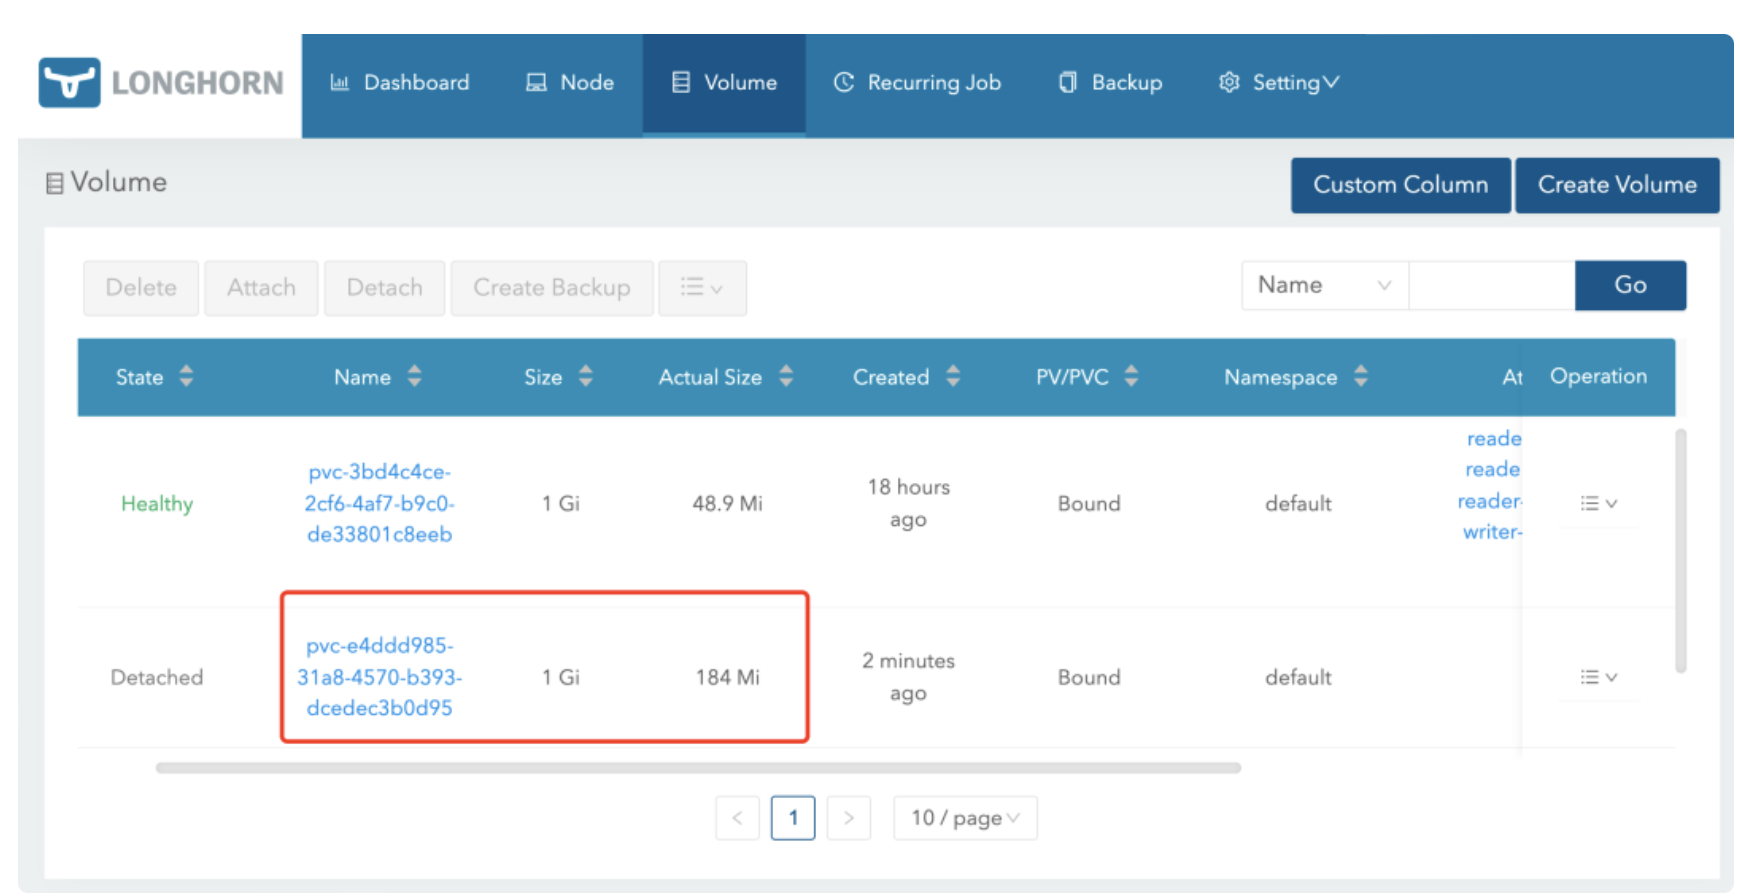 LONGHORN Dashboard Node Volume Recurring Job Backup Setting
Volume
Custom Column Create Volume
Delete Attach Detach Create Backup
Name Go
State Name Size Actual Size Created PV/PVC Namespace At Operation
Healthy
pvc-3bd4c4ce-
2cf6-4af7-b9c0-
de33801c8eeb
1 Gi
48.9 Mi
18 hours
ago
Bound
default
reade
reade
reader-
writer-
Detached
pvc-e4ddd985-
31a8-4570-b393-
dcedec3b0d95
1 Gi
184 Mi
2 minutes
ago
Bound
default
< 1 > 10 / page